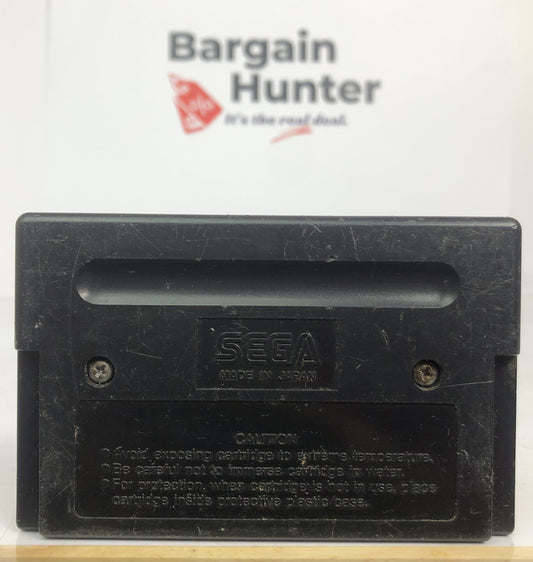 Bargain
Hunter
It's the real deal.
SEGA
MADE IN JAPAN
CAUTION
Avoid exposing cartridge to extreme temperature.
Be careful not to immerse cartridge in water.
For protection, when cartridge is not in use, place
cartridge inside protective plastic case.